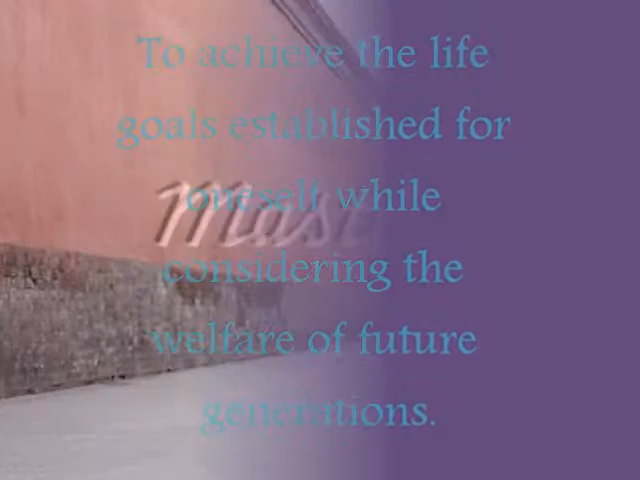 To achieve the life
goals established for
oneself while
considering the
welfare of future
generations.